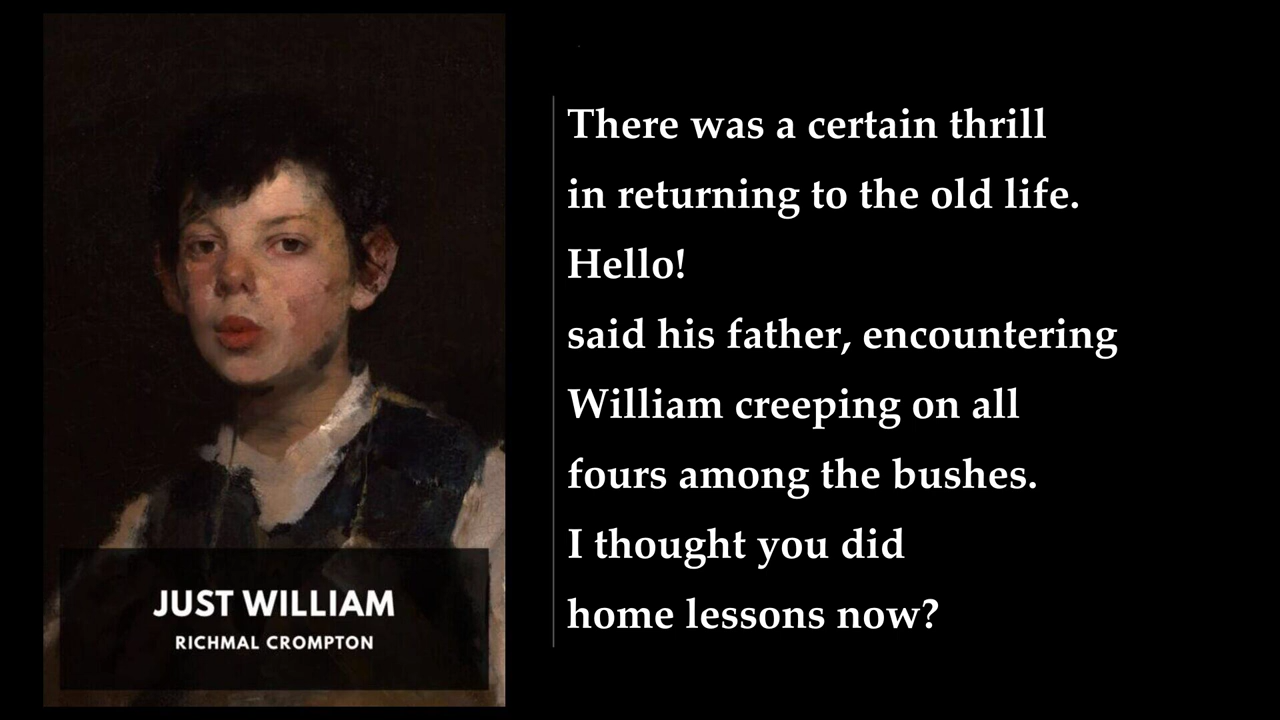 JUST WILLIAM
RICHMAL CROMPTON
There was a certain thrill
in returning to the old life.
Hello!
said his father, encountering
William creeping on all
fours among the bushes.
I thought you did
home lessons now?